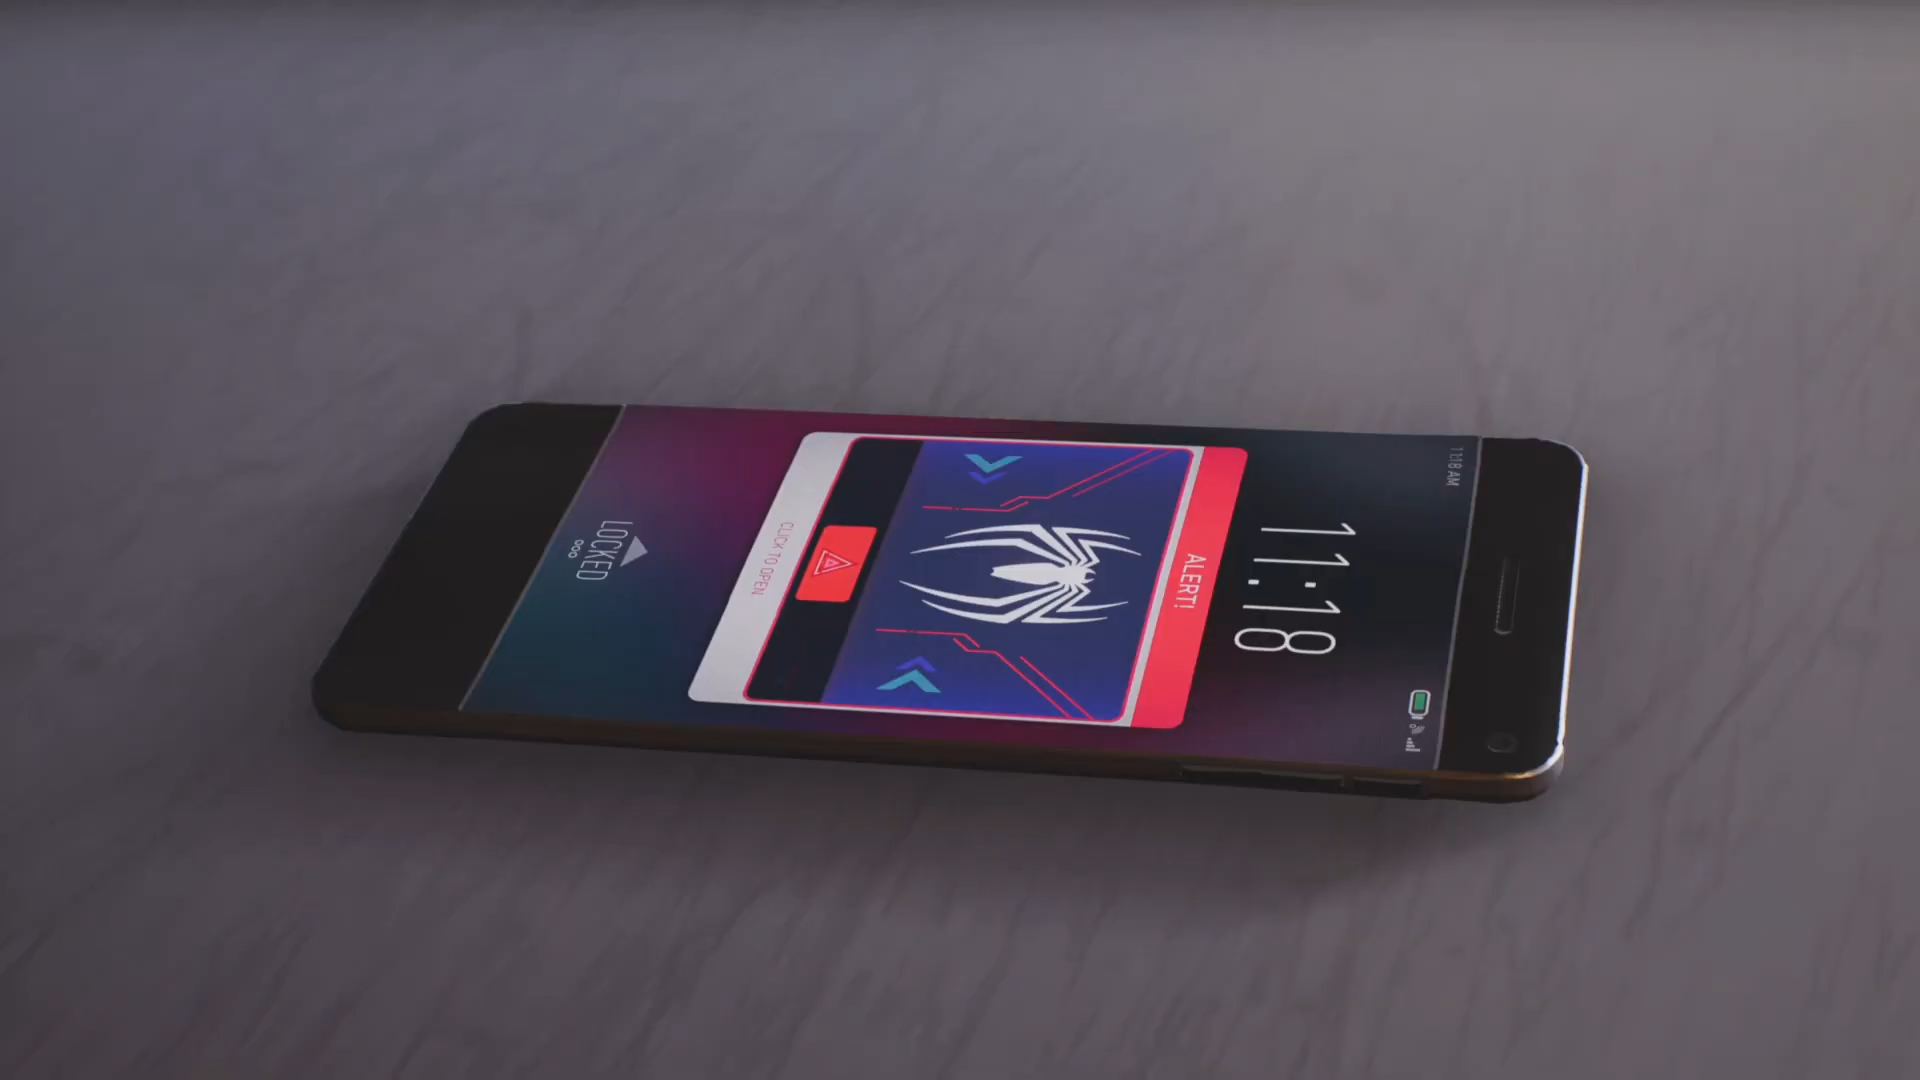 11:18 AM
11:18
ALERT!
CLICK TO OPEN.
LOCKED